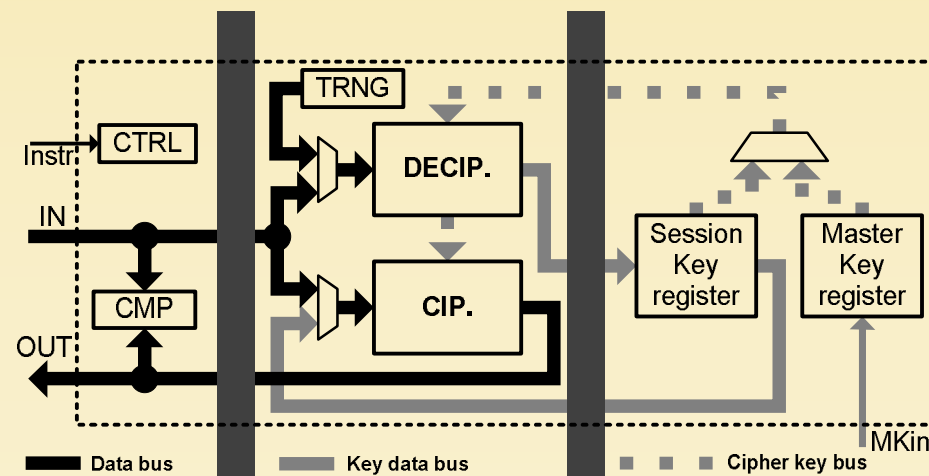 TRNG
Instr
CTRL
DECIP.
IN
Session
Key
register
Master
Key
register
CMP
CIP.
OUT
MKin
Data bus
Key data bus
Cipher key bus